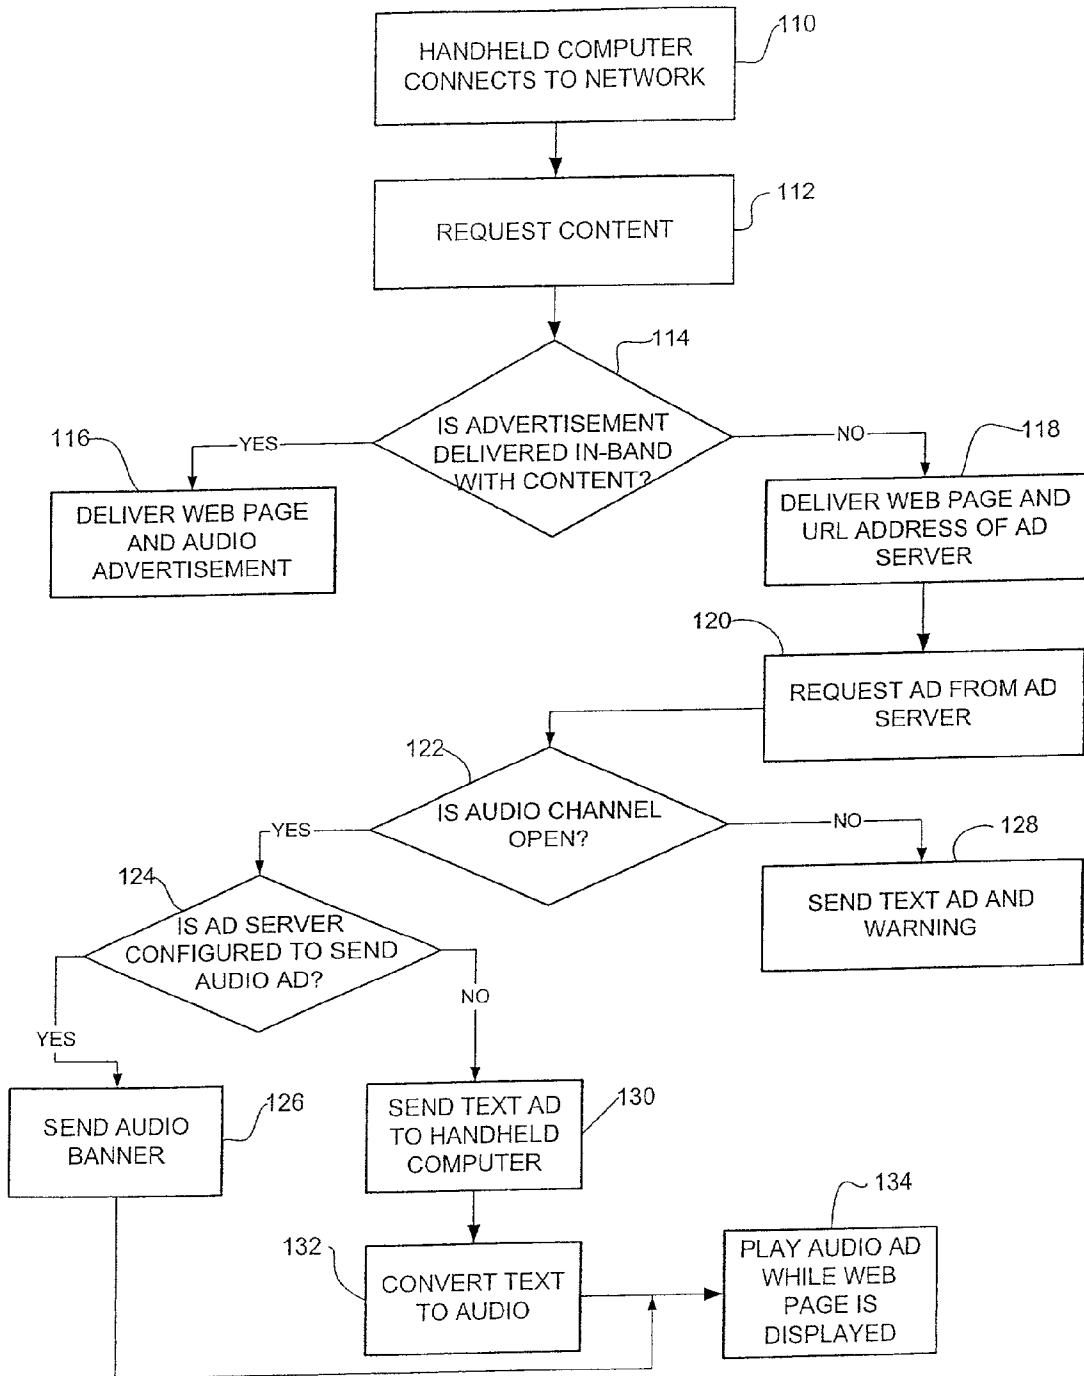 110
HANDHELD COMPUTER
CONNECTS TO NETWORK
112
REQUEST CONTENT
114
IS ADVERTISEMENT
DELIVERED IN-BAND
WITH CONTENT?
YES
NO
116
DELIVER WEB PAGE
AND AUDIO
ADVERTISEMENT
118
DELIVER WEB PAGE AND
URL ADDRESS OF AD
SERVER
120
REQUEST AD FROM AD
SERVER
122
IS AUDIO CHANNEL
OPEN?
YES
NO
128
SEND TEXT AD AND
WARNING
124
IS AD SERVER
CONFIGURED TO SEND
AUDIO AD?
YES
NO
126
SEND AUDIO
BANNER
130
SEND TEXT AD
TO HANDHELD
COMPUTER
132
CONVERT TEXT
TO AUDIO
134
PLAY AUDIO AD
WHILE WEB
PAGE IS
DISPLAYED